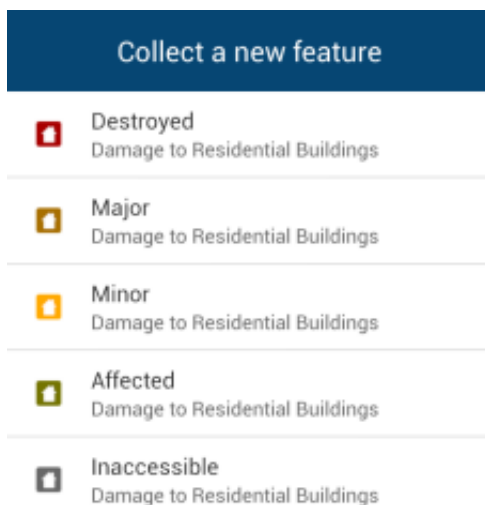 Collect a new feature
Destroyed
Damage to Residential Buildings
Major
Damage to Residential Buildings
Minor
Damage to Residential Buildings
Affected
Damage to Residential Buildings
Inaccessible
Damage to Residential Buildings